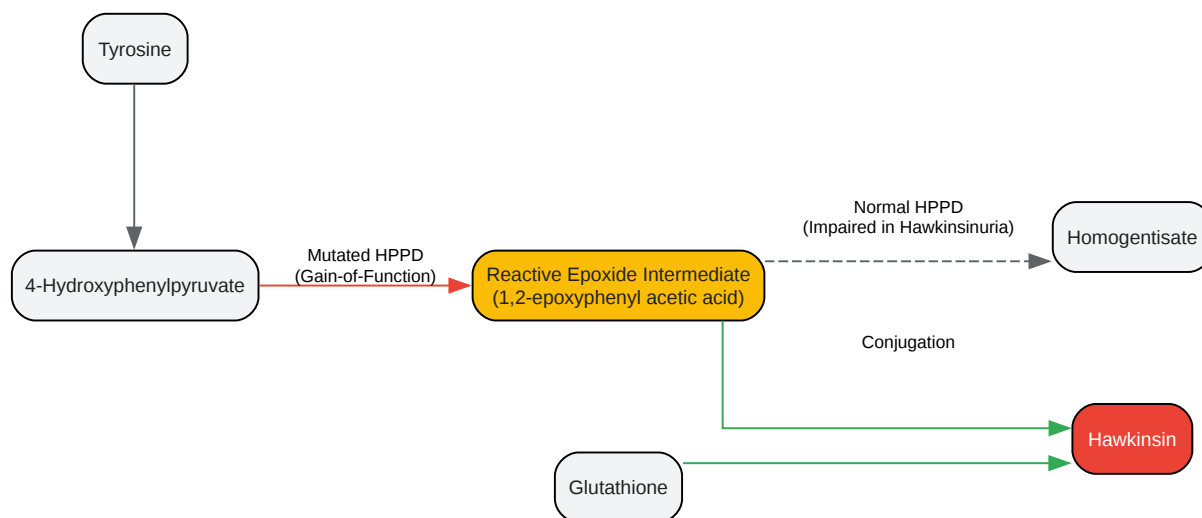 Tyrosine
Normal HPPD
(Impaired in Hawkinsinuria)
Homogentisate
Mutated HPPD
(Gain-of-Function)
4-Hydroxyphenylpyruvate
Reactive Epoxide Intermediate
(1,2-epoxyphenyl acetic acid)
Conjugation
Hawkinsin
Glutathione